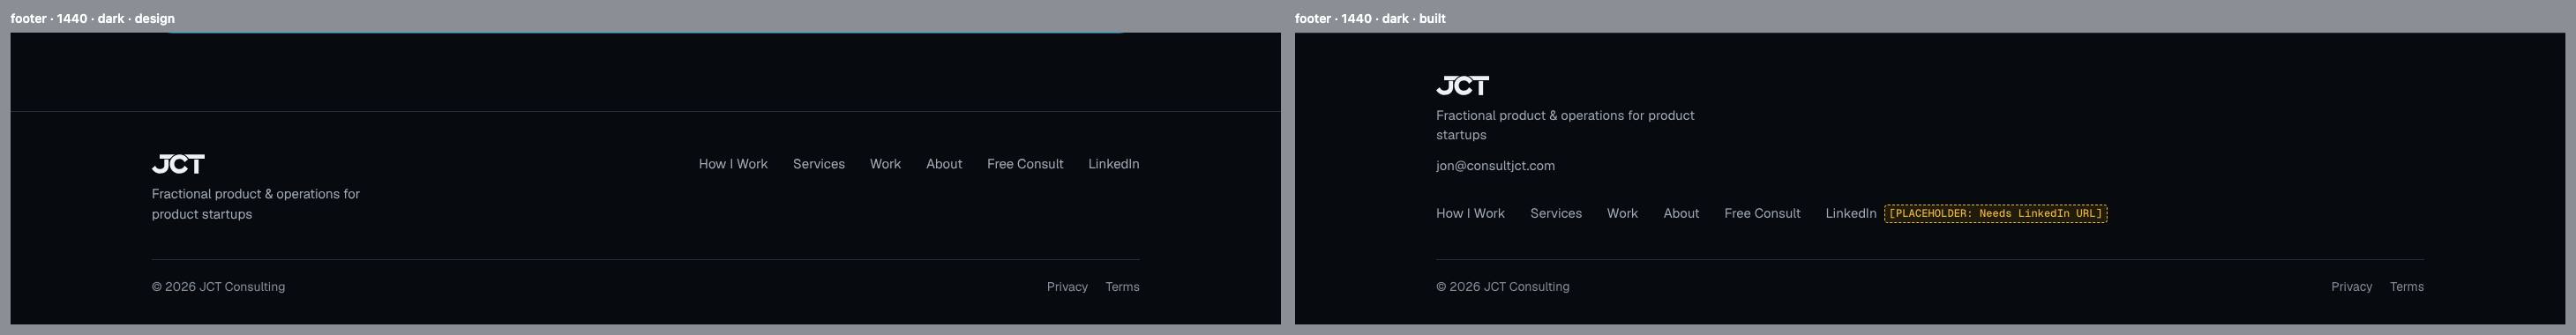 footer · 1440 · dark · design
JCT
How I Work Services Work About Free Consult LinkedIn
Fractional product & operations for
product startups
© 2026 JCT Consulting
Privacy Terms
footer · 1440 · dark · built
JCT
Fractional product & operations for product
startups
jon@consultjct.com
How I Work Services Work About Free Consult LinkedIn [PLACEHOLDER: Needs LinkedIn URL]
© 2026 JCT Consulting
Privacy Terms